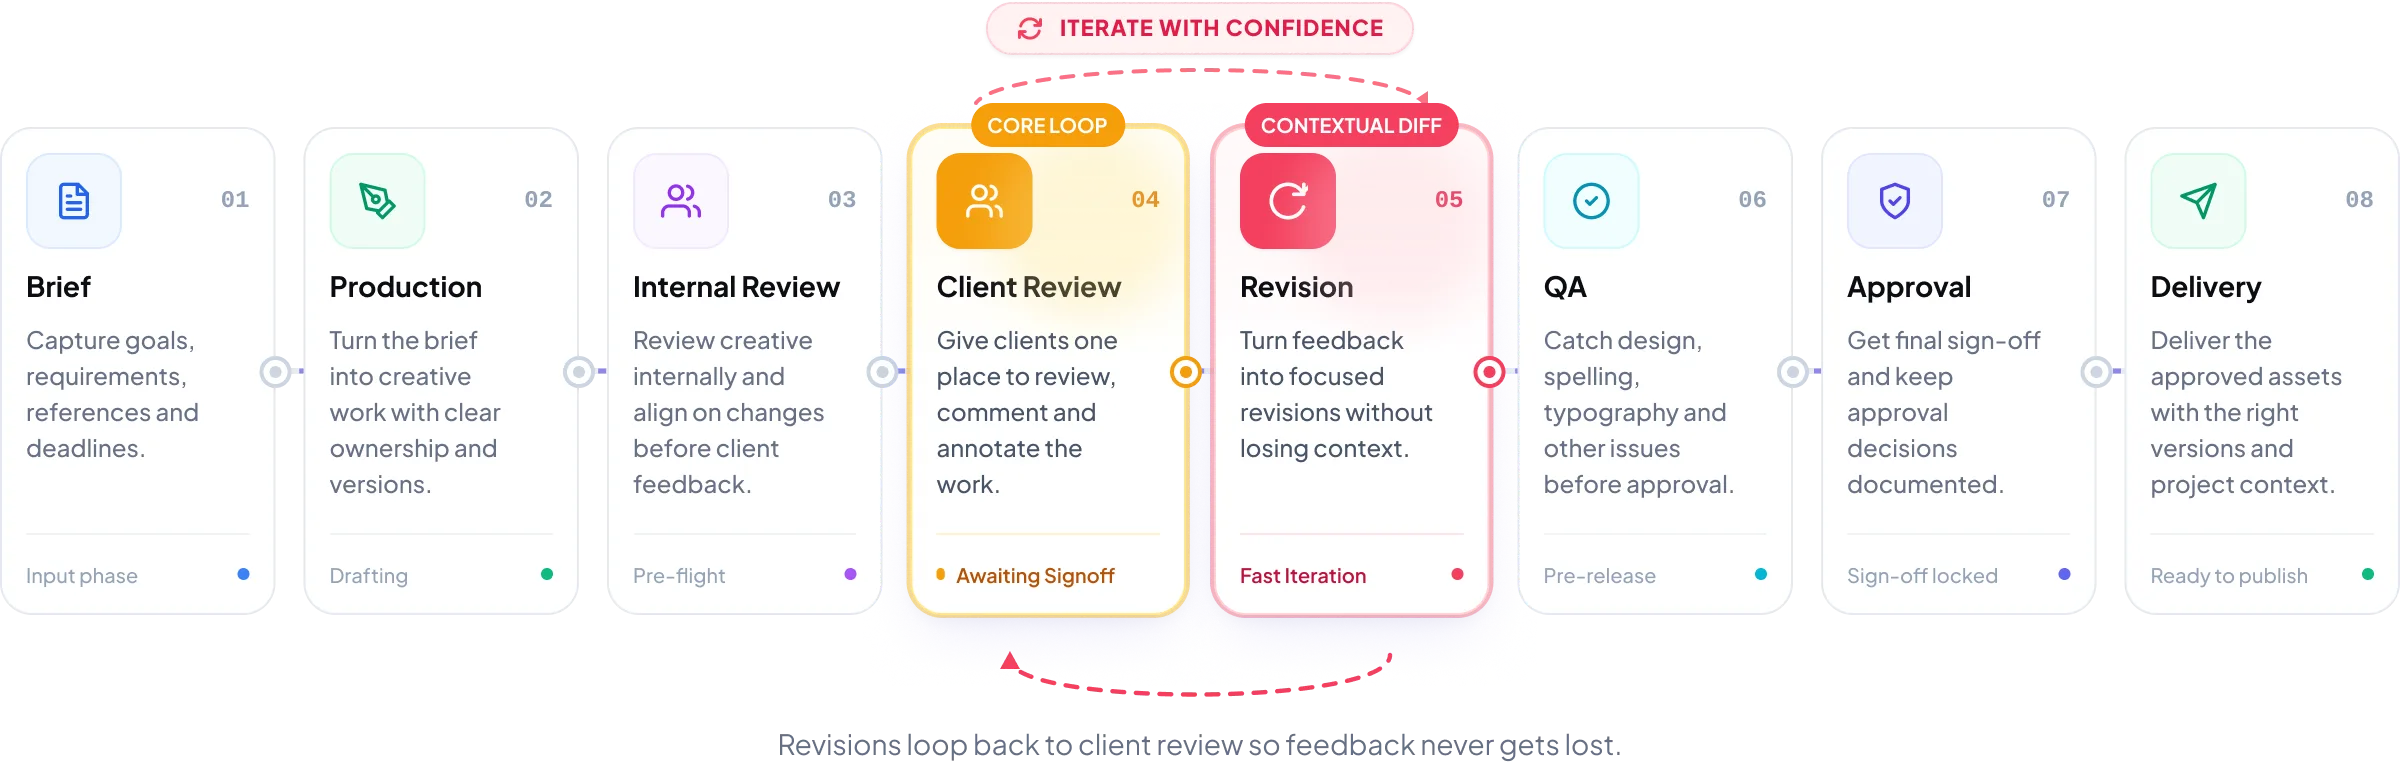 ITERATE WITH CONFIDENCE
CORE LOOP
CONTEXTUAL DIFF
01
Brief
Capture goals,
requirements,
references and
deadlines.
Input phase
02
Production
Turn the brief
into creative
work with clear
ownership and
versions.
Drafting
03
Internal Review
Review creative
internally and
align on changes
before client
feedback.
Pre-flight
04
Client Review
Give clients one
place to review,
comment and
annotate the
work.
Awaiting Signoff
05
Revision
Turn feedback
into focused
revisions without
losing context.
Fast Iteration
06
QA
Catch design,
spelling,
typography and
other issues
before approval.
Pre-release
07
Approval
Get final sign-off
and keep
approval
decisions
documented.
Sign-off locked
08
Delivery
Deliver the
approved assets
with the right
versions and
project context.
Ready to publish
Revisions loop back to client review so feedback never gets lost.